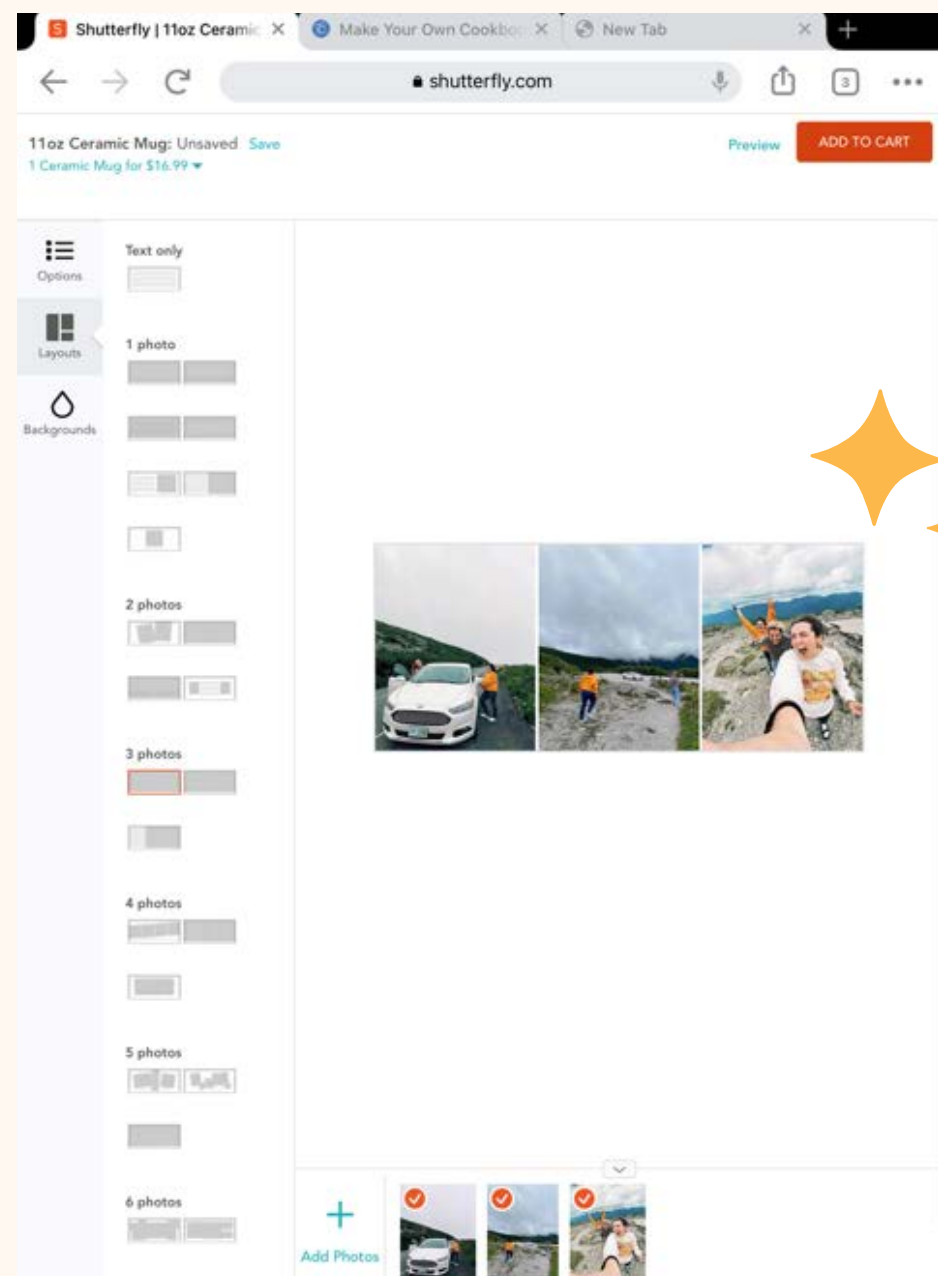 S Shutterfly | 11oz Ceramic
Make Your Own Cookboo
New Tab
shutterfly.com
3
11oz Ceramic Mug: Unsaved Save
1 Ceramic Mug for $16.99
Preview
ADD TO CART
Options
Layouts
Backgrounds
Text only
1 photo
2 photos
3 photos
4 photos
5 photos
6 photos
Add Photos